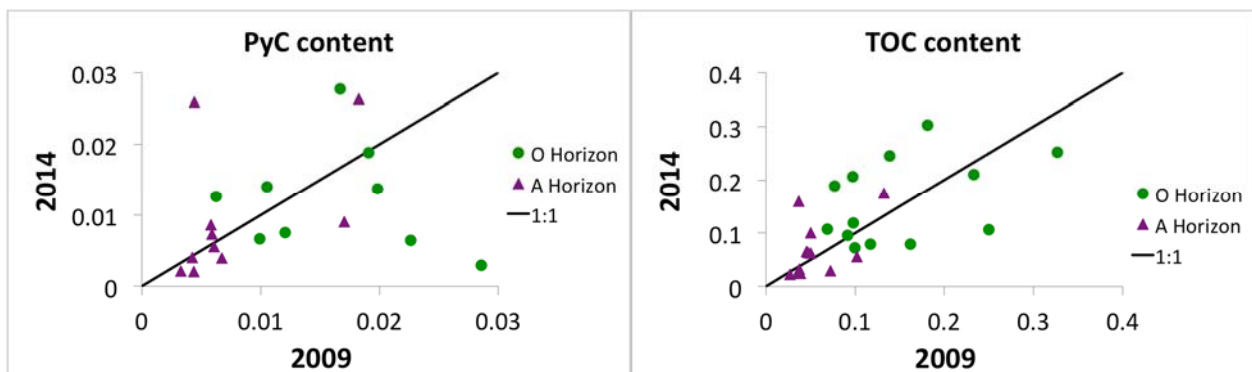 PyC content
0.03
0.02
0.01
0
2014
0 0.01 0.02 0.03
2009
O Horizon
A Horizon
1:1
TOC content
0.4
0.3
0.2
0.1
0
2014
0 0.1 0.2 0.3 0.4
2009
O Horizon
A Horizon
1:1